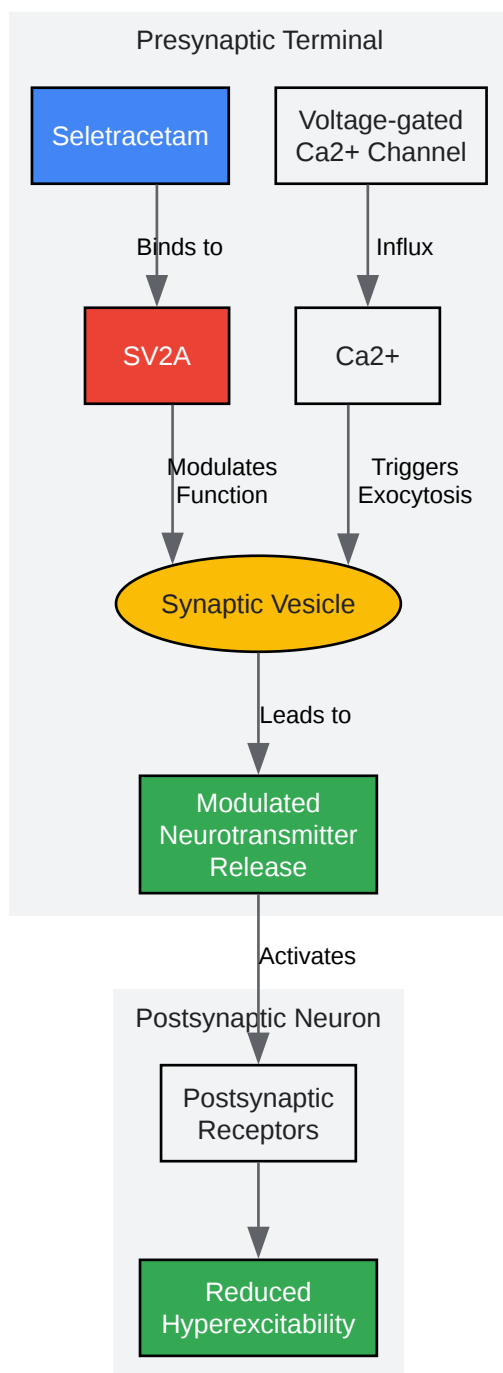 Presynaptic Terminal
Seletracetam
Voltage-gated
Ca2+ Channel
Binds to
Influx
SV2A
Ca2+
Modulates
Function
Triggers
Exocytosis
Synaptic Vesicle
Leads to
Modulated
Neurotransmitter
Release
Activates
Postsynaptic Neuron
Postsynaptic
Receptors
Reduced
Hyperexcitability